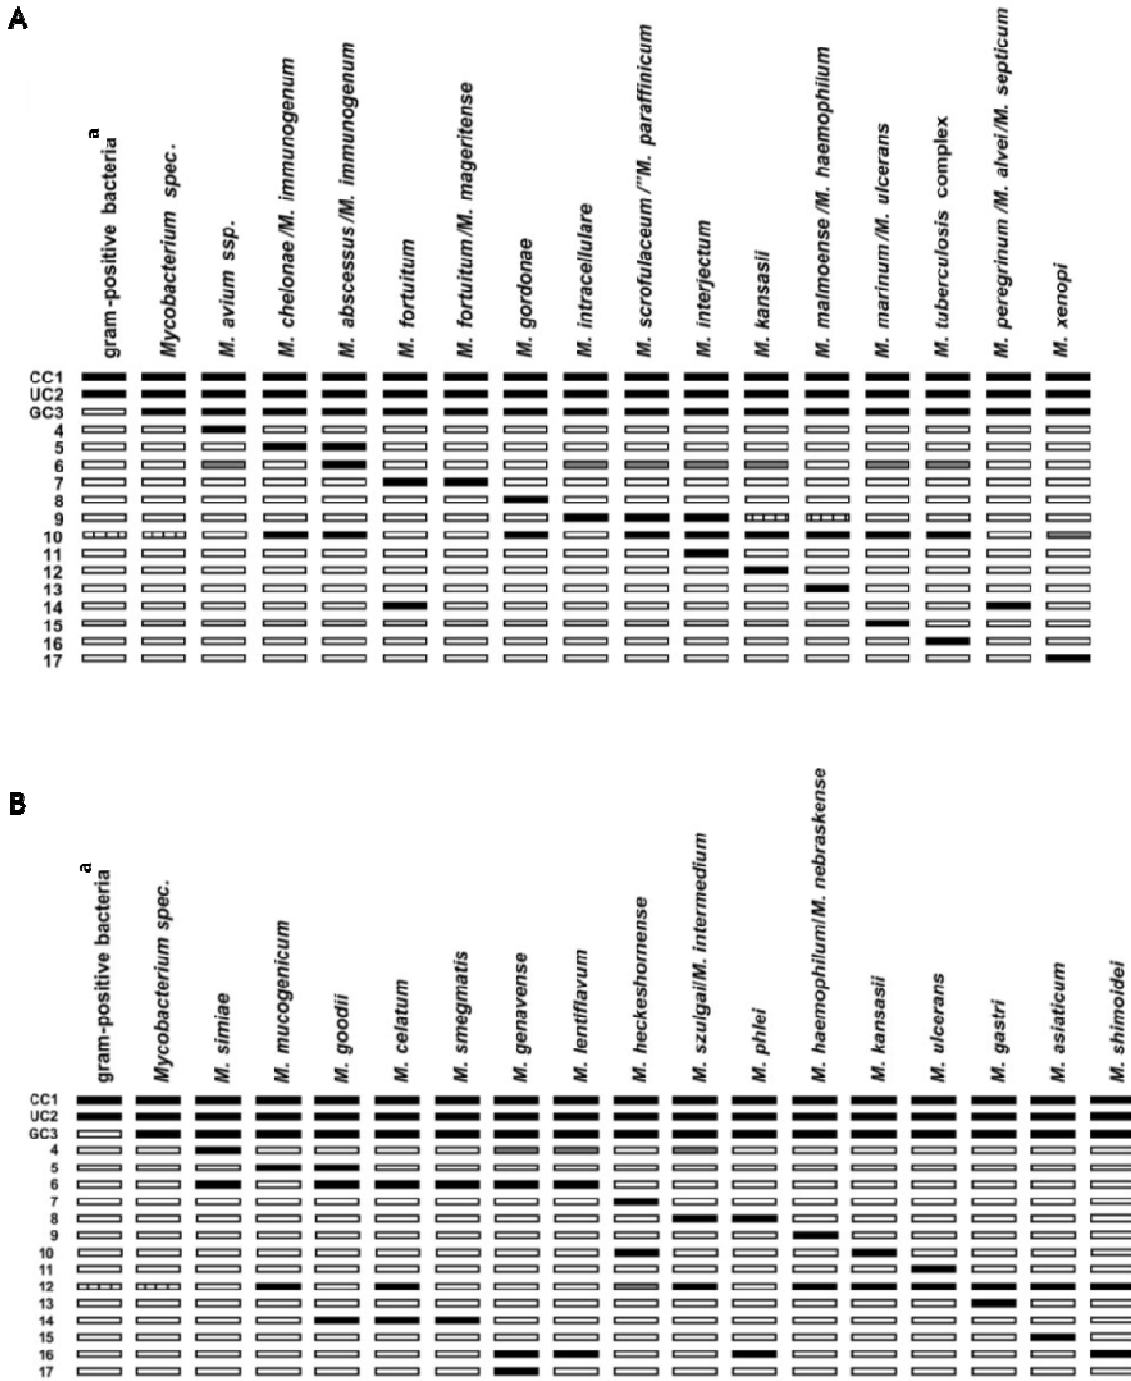 A
gram-positive bacteria a
Mycobacterium spec.
M. avium ssp.
M. chelonae/M. immunogenum
M. abscessus/M. immunogenum
M. fortuitum
M. fortuitum/M. mageritense
M. gordonae
M. intracellulare
M. scrofulaceum/"M. paraffinicum
M. interjectum
M. kansasii
M. malmoense/M. haemophilum
M. marinum/M. ulcerans
M. tuberculosis complex
M. peregrinum/M. alvei/M. septicum
M. xenopi
CC1
UC2
GC3
4
5
6
7
8
9
10
11
12
13
14
15
16
17
B
gram-positive bacteria a
Mycobacterium spec.
M. simiae
M. mucogenicum
M. goodii
M. celatum
M. smegmatis
M. genavense
M. lentiflavum
M. heckeshornense
M. szulgai/M. intermedium
M. phlei
M. haemophilum/M. nebraskense
M. kansasii
M. ulcerans
M. gastri
M. asiaticum
M. shimoidei
CC1
UC2
GC3
4
5
6
7
8
9
10
11
12
13
14
15
16
17